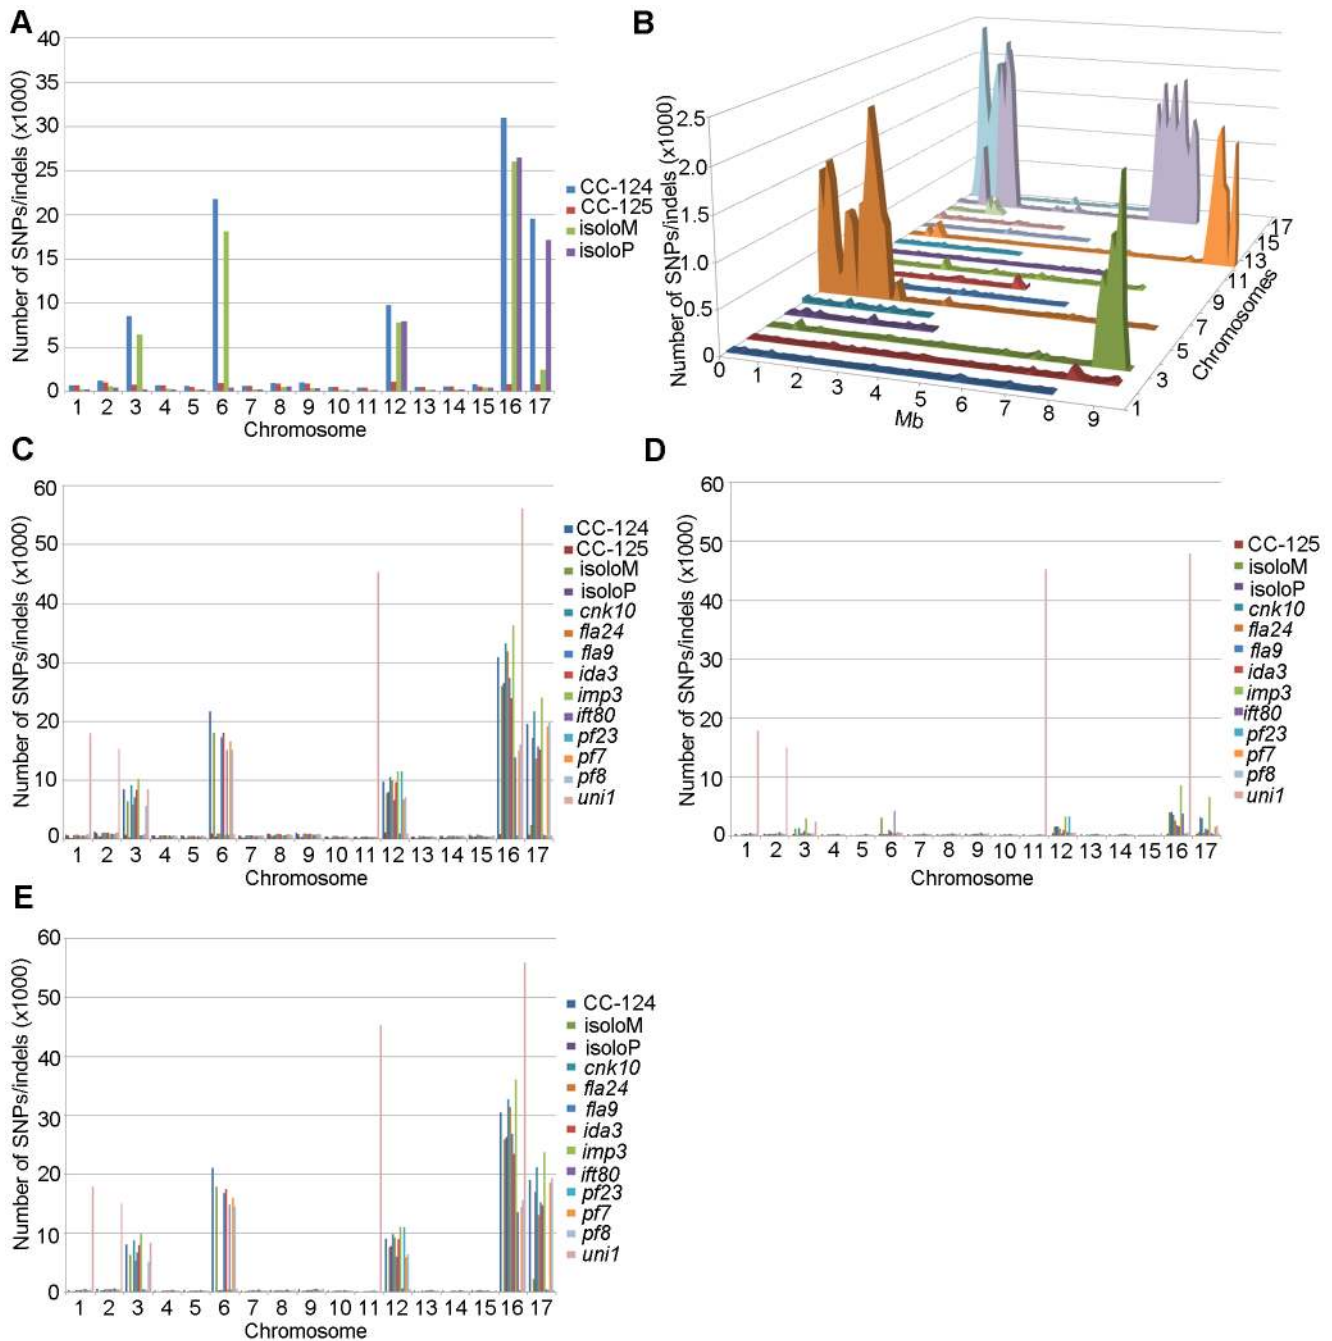 A
Number of SNPs/indels (x1000)
40
35
30
25
20
15
10
5
0
1 2 3 4 5 6 7 8 9 10 11 12 13 14 15 16 17
Chromosome
CC-124
CC-125
isoloM
isoloP
B
Number of SNPs/indels (x1000)
2.5
2.0
1.5
1.0
0.5
0
0 1 2 3 4 5 6 7 8 9
Mb
1 3 5 7 9 11 13 15 17
Chromosomes
C
Number of SNPs/indels (x1000)
60
50
40
30
20
10
0
1 2 3 4 5 6 7 8 9 10 11 12 13 14 15 16 17
Chromosome
CC-124
CC-125
isoloM
isoloP
cnk10
fla24
fla9
ida3
imp3
ift80
pf23
pf7
pf8
uni1
D
Number of SNPs/indels (x1000)
60
50
40
30
20
10
0
1 2 3 4 5 6 7 8 9 10 11 12 13 14 15 16 17
Chromosome
CC-125
isoloM
isoloP
cnk10
fla24
fla9
ida3
imp3
ift80
pf23
pf7
pf8
uni1
E
Number of SNPs/indels (x1000)
60
50
40
30
20
10
0
1 2 3 4 5 6 7 8 9 10 11 12 13 14 15 16 17
Chromosome
CC-124
isoloM
isoloP
cnk10
fla24
fla9
ida3
imp3
ift80
pf23
pf7
pf8
uni1